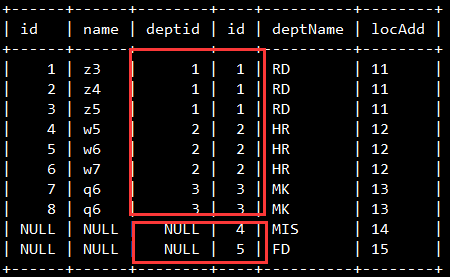 | id | name | deptid | id | deptName | locAdd |
| 1 | z3 | 1 | 1 | RD | 11 |
| 2 | z4 | 1 | 1 | RD | 11 |
| 3 | z5 | 1 | 1 | RD | 11 |
| 4 | w5 | 2 | 2 | HR | 12 |
| 5 | w6 | 2 | 2 | HR | 12 |
| 6 | w7 | 2 | 2 | HR | 12 |
| 7 | q6 | 3 | 3 | MK | 13 |
| 8 | q6 | 3 | 3 | MK | 13 |
| NULL | NULL | NULL | 4 | MIS | 14 |
| NULL | NULL | NULL | 5 | FD | 15 |